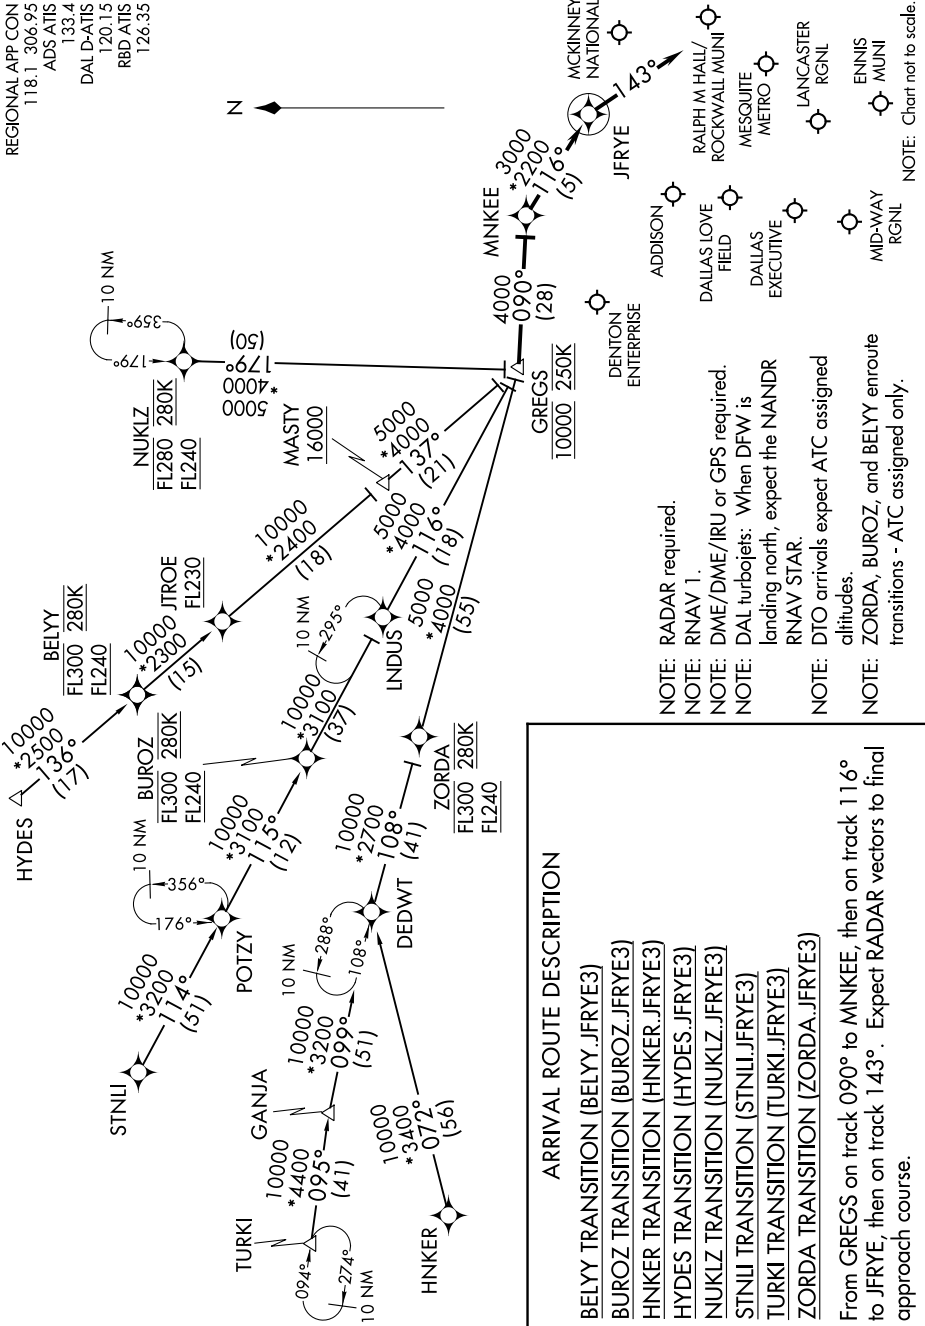 REGIONAL APP CON
118.1 306.95
ADS ATIS
133.4
DAL D-ATIS
120.15
RBD ATIS
126.35
N
HYDES
10000
*2500
136°
(17)
BELYY
FL300 280K
FL240
10000
*2300
(15)
JTROE
FL230
10000
*2400
(18)
MASTY
16000
5000
*4000
137°
(21)
NUKLZ
FL280 280K
FL240
10 NM
359°
179°
5000
*4000
179°
(50)
STNLI
10000
*3200
114°
(51)
POTZY
10 NM
356°
176°
10000
*3100
115°
(12)
BUROZ
FL300 280K
FL240
10000
*3100
(37)
LNDUS
10 NM
295°
5000
*4000
116°
(18)
TURKI
094°
274°
10 NM
10000
*4400
095°
(41)
GANJA
10000
*3200
099°
(51)
HNKER
10000
*3400
072°
(56)
DEDWT
10 NM
288°
108°
10000
*2700
108°
(41)
ZORDA
FL300 280K
FL240
5000
*4000
(55)
GREGS
10000 250K
4000
090°
(28)
MNKEE
3000
*2200
116°
(5)
JFRYE
143°
MCKINNEY
NATIONAL
RALPH M HALL/
ROCKWALL MUNI
MESQUITE
METRO
LANCASTER
RGNL
ENNIS
MUNI
ADDISON
DALLAS LOVE
FIELD
DALLAS
EXECUTIVE
MID-WAY
RGNL
DENTON
ENTERPRISE
NOTE: Chart not to scale.
NOTE: RADAR required.
NOTE: RNAV 1.
NOTE: DME/DME/IRU or GPS required.
NOTE: DAL turbojets: When DFW is
landing north, expect the NANDR
RNAV STAR.
NOTE: DTO arrivals expect ATC assigned
altitudes.
NOTE: ZORDA, BUROZ, and BELYY enroute
transitions - ATC assigned only.
ARRIVAL ROUTE DESCRIPTION
BELYY TRANSITION (BELYY.JFRYE3)
BUROZ TRANSITION (BUROZ.JFRYE3)
HNKER TRANSITION (HNKER.JFRYE3)
HYDES TRANSITION (HYDES.JFRYE3)
NUKLZ TRANSITION (NUKLZ.JFRYE3)
STNLI TRANSITION (STNLI.JFRYE3)
TURKI TRANSITION (TURKI.JFRYE3)
ZORDA TRANSITION (ZORDA.JFRYE3)
From GREGS on track 090° to MNKEE, then on track 116°
to JFRYE, then on track 143°. Expect RADAR vectors to final
approach course.